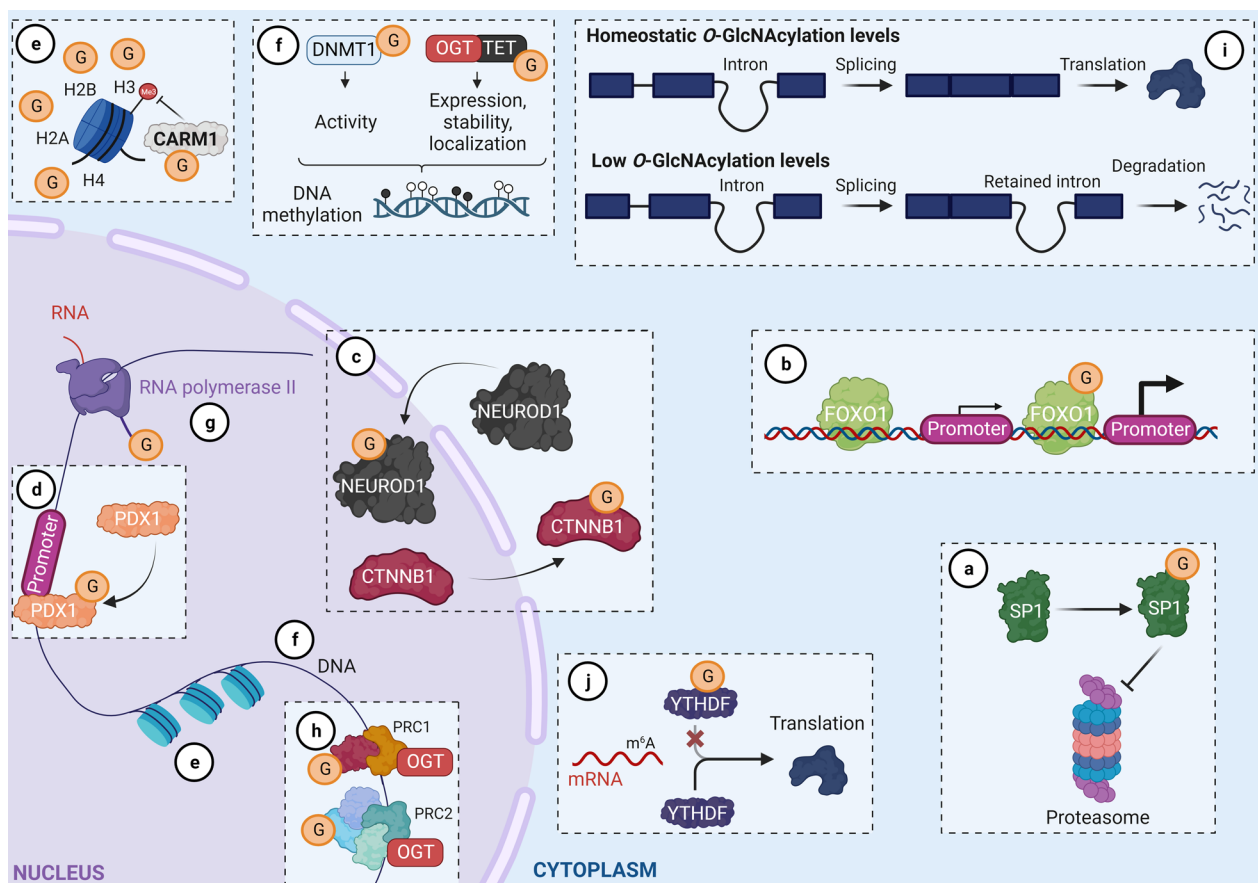 e
G
G
G
H2B
H3
Me3
H2A
CARM1
G
G
H4
f
DNMT1
G
OGT
TET
G
Activity
Expression,
stability,
localization
DNA
methylation
Homeostatic O-GlcNAcylation levels
i
Intron
Splicing
Translation
Low O-GlcNAcylation levels
Intron
Splicing
Retained intron
Degradation
RNA
RNA polymerase II
g
G
c
NEUROD1
G
NEUROD1
G
CTNNB1
CTNNB1
b
G
FOXO1
Promoter
FOXO1
Promoter
d
PDX1
Promoter
G
PDX1
a
G
SP1
SP1
Proteasome
f
DNA
e
h
PRC1
G
OGT
PRC2
G
OGT
j
G
YTHDF
Translation
m⁶A
mRNA
YTHDF
NUCLEUS
CYTOPLASM